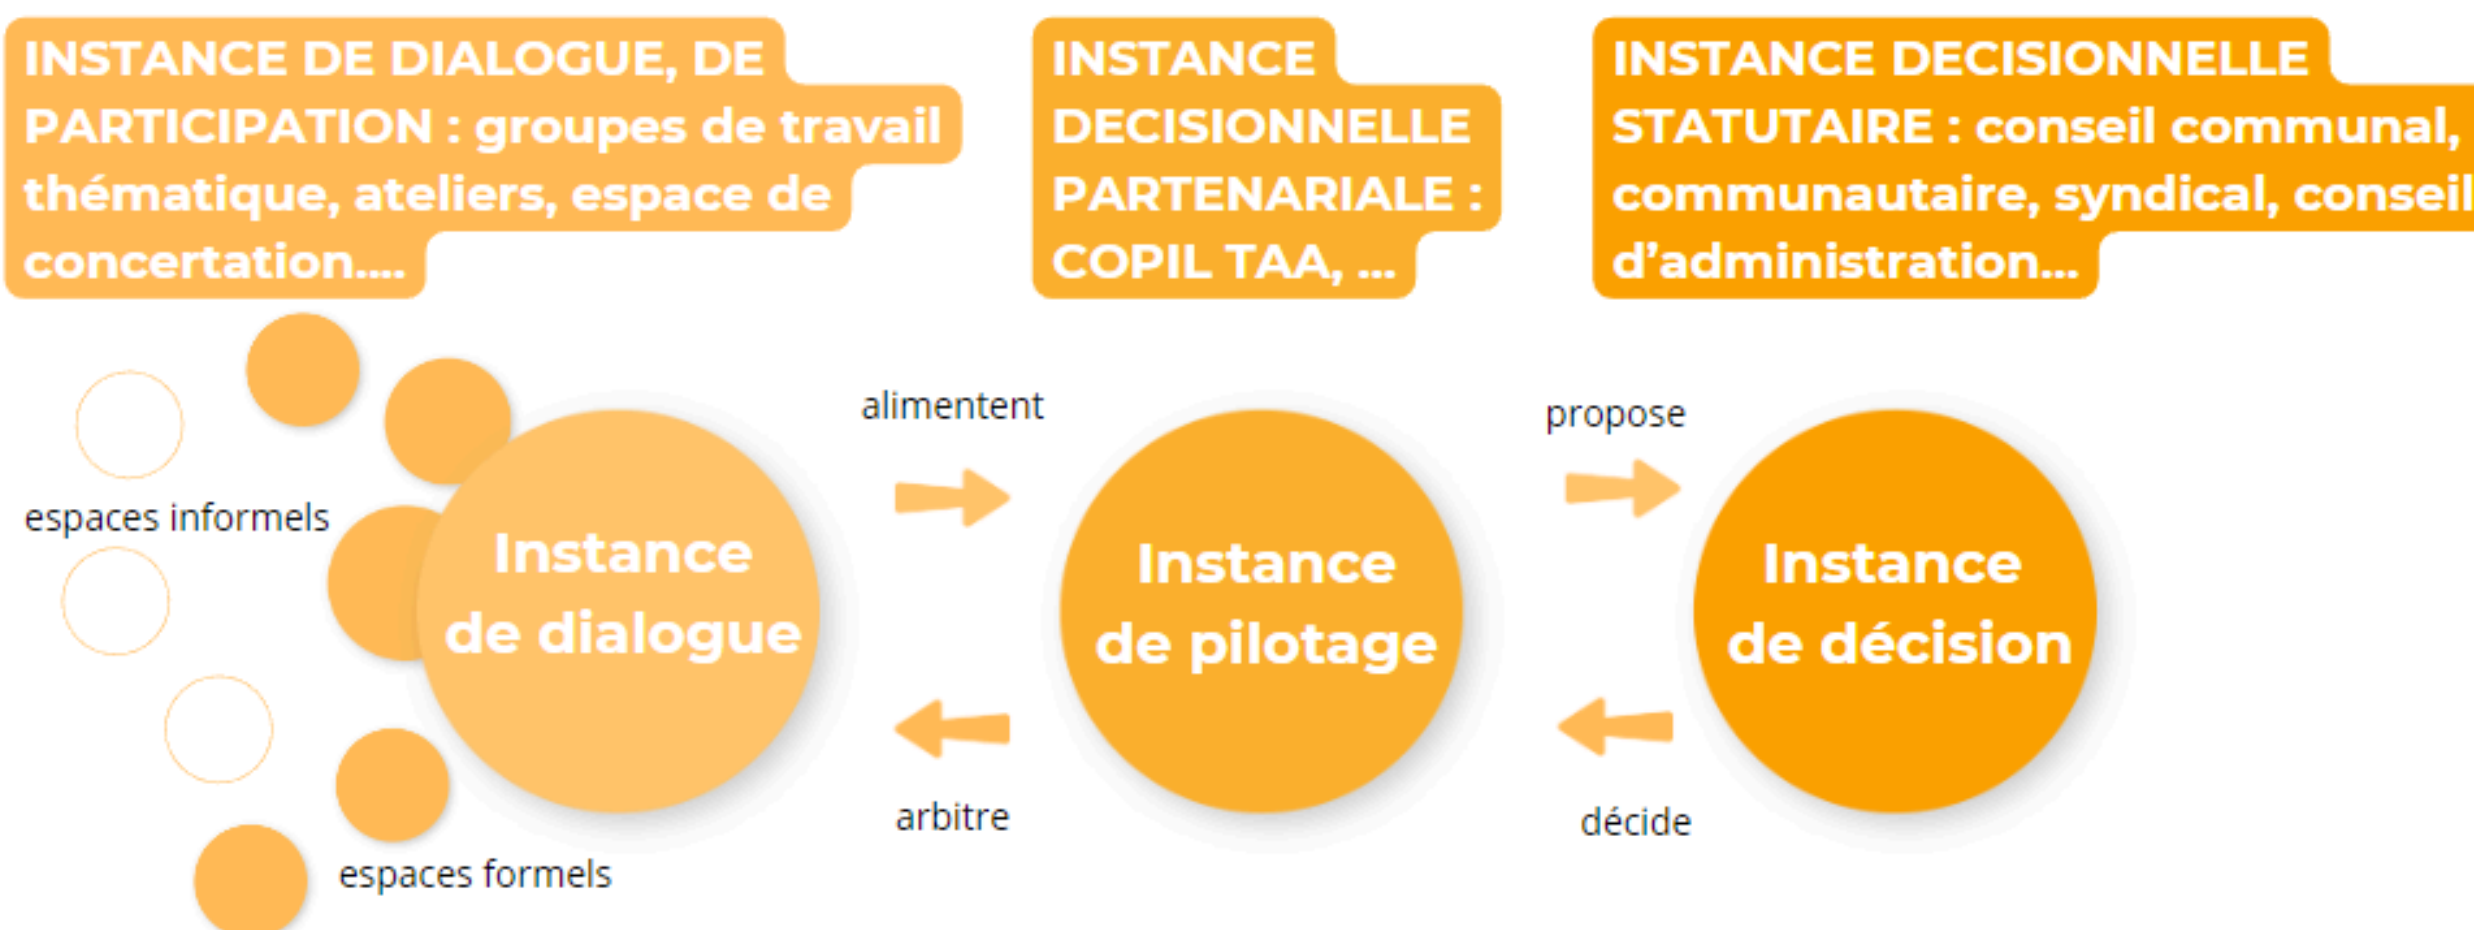 INSTANCE DE DIALOGUE, DE
PARTICIPATION : groupes de travail
thématique, ateliers, espace de
concertation....
INSTANCE
DECISIONNELLE
PARTENARIALE :
COPIL TAA, ...
INSTANCE DECISIONNELLE
STATUTAIRE : conseil communal,
communautaire, syndical, conseil
d'administration...
alimentent
propose
espaces informels
Instance
de dialogue
Instance
de pilotage
Instance
de décision
arbitre
décide
espaces formels